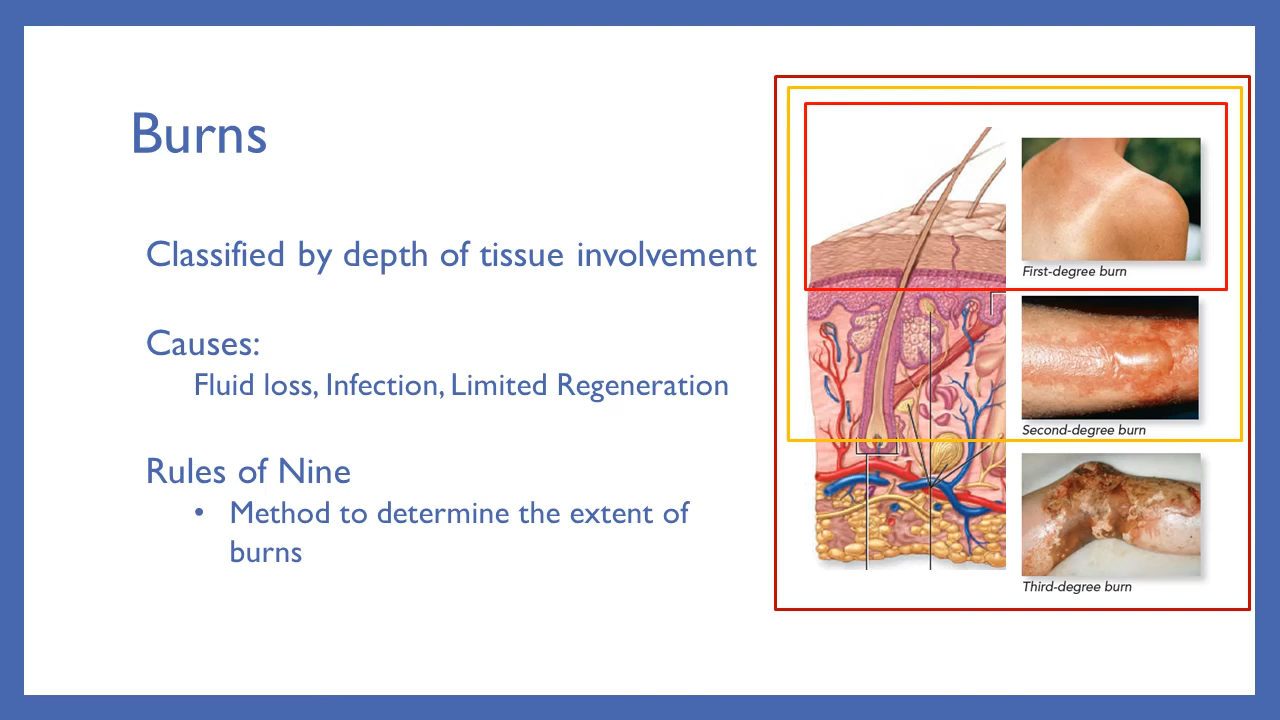 Burns
Classified by depth of tissue involvement
Causes:
Fluid loss, Infection, Limited Regeneration
Rules of Nine
• Method to determine the extent of
burns
First-degree burn
Second-degree burn
Third-degree burn